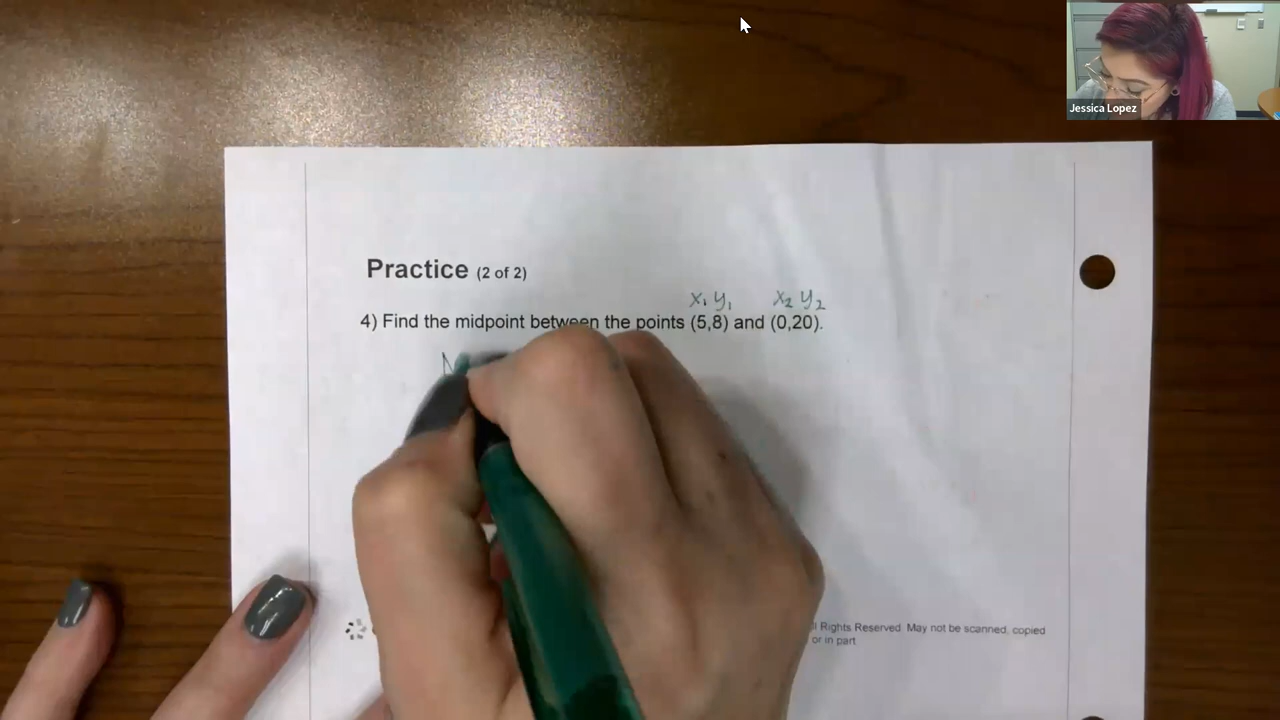 Jessica Lopez
Practice (2 of 2)
x₁ y₁ x₂ y₂
4) Find the midpoint between the points (5,8) and (0,20).
ll Rights Reserved May not be scanned, copied
or in part